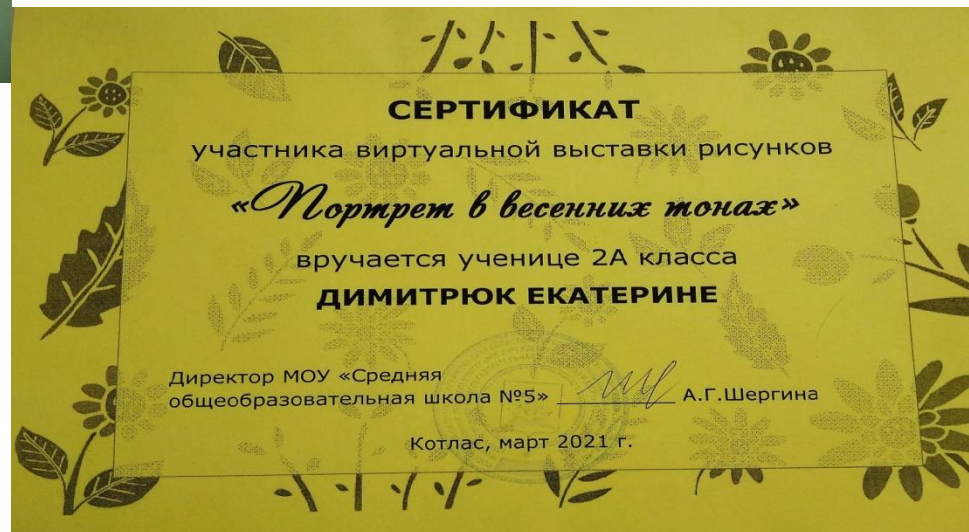 СЕРТИФИКАТ
участника виртуальной выставки рисунков
«Портрет в весенних тонах»
вручается ученице 2А класса
ДИМИТРЮК ЕКАТЕРИНЕ
Директор МОУ «Средняя
общеобразовательная школа №5» ________ А.Г.Шергина
Котлас, март 2021 г.